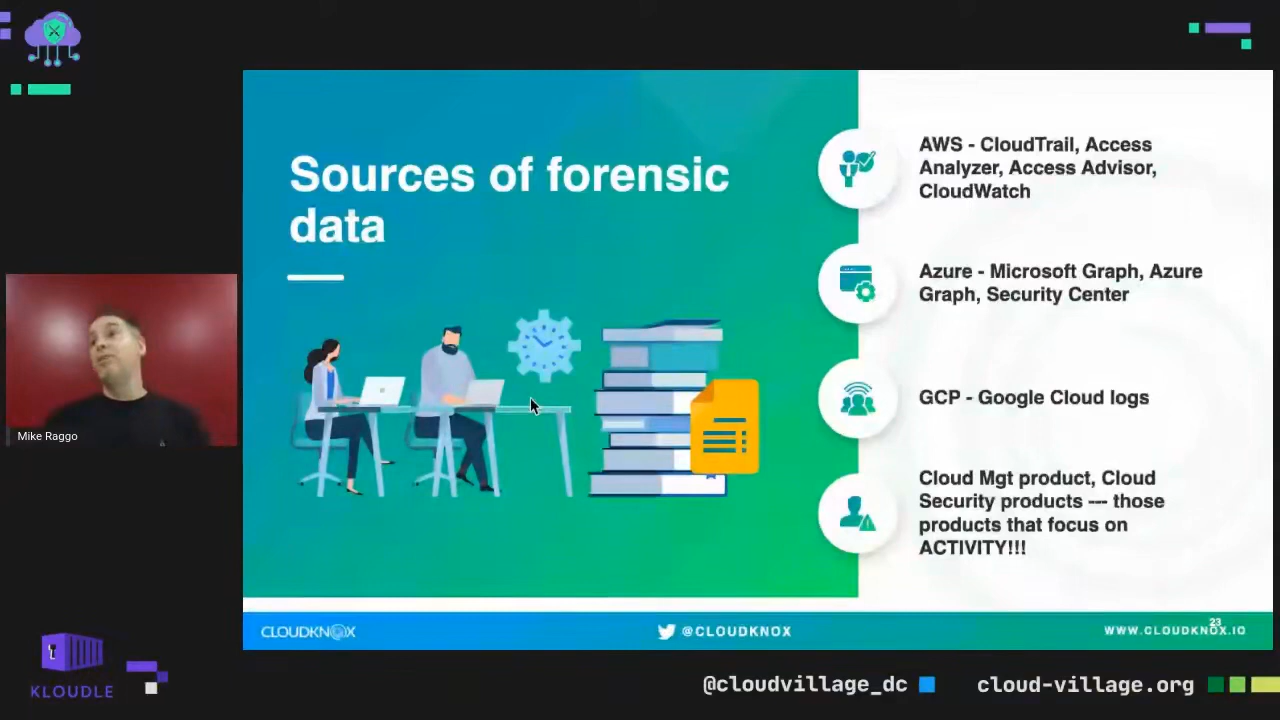 Sources of forensic
data
AWS - CloudTrail, Access
Analyzer, Access Advisor,
CloudWatch
Azure - Microsoft Graph, Azure
Graph, Security Center
GCP - Google Cloud logs
Cloud Mgt product, Cloud
Security products --- those
products that focus on
ACTIVITY!!!
Mike Raggo
CLOUDKNOX
@CLOUDKNOX
23
WWW.CLOUDKNOX.IO
KLOUDLE
@cloudvillage_dc
cloud-village.org